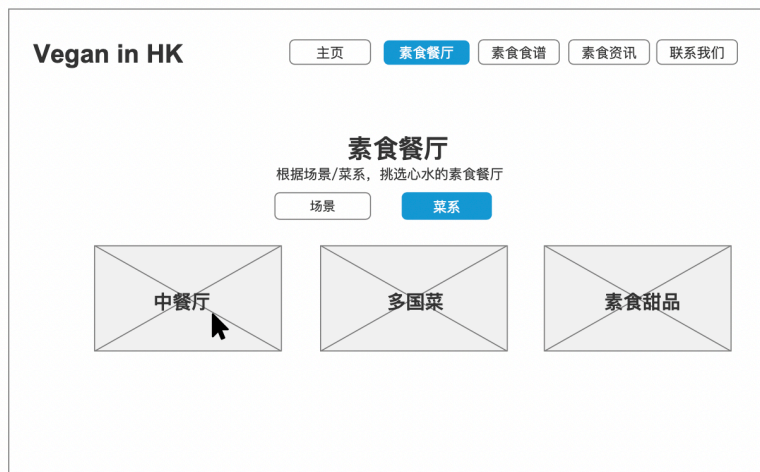 Vegan in HK
主页 素食餐厅 素食食谱 素食资讯 联系我们
素食餐厅
根据场景/菜系，挑选心水的素食餐厅
场景 菜系
中餐厅 多国菜 素食甜品